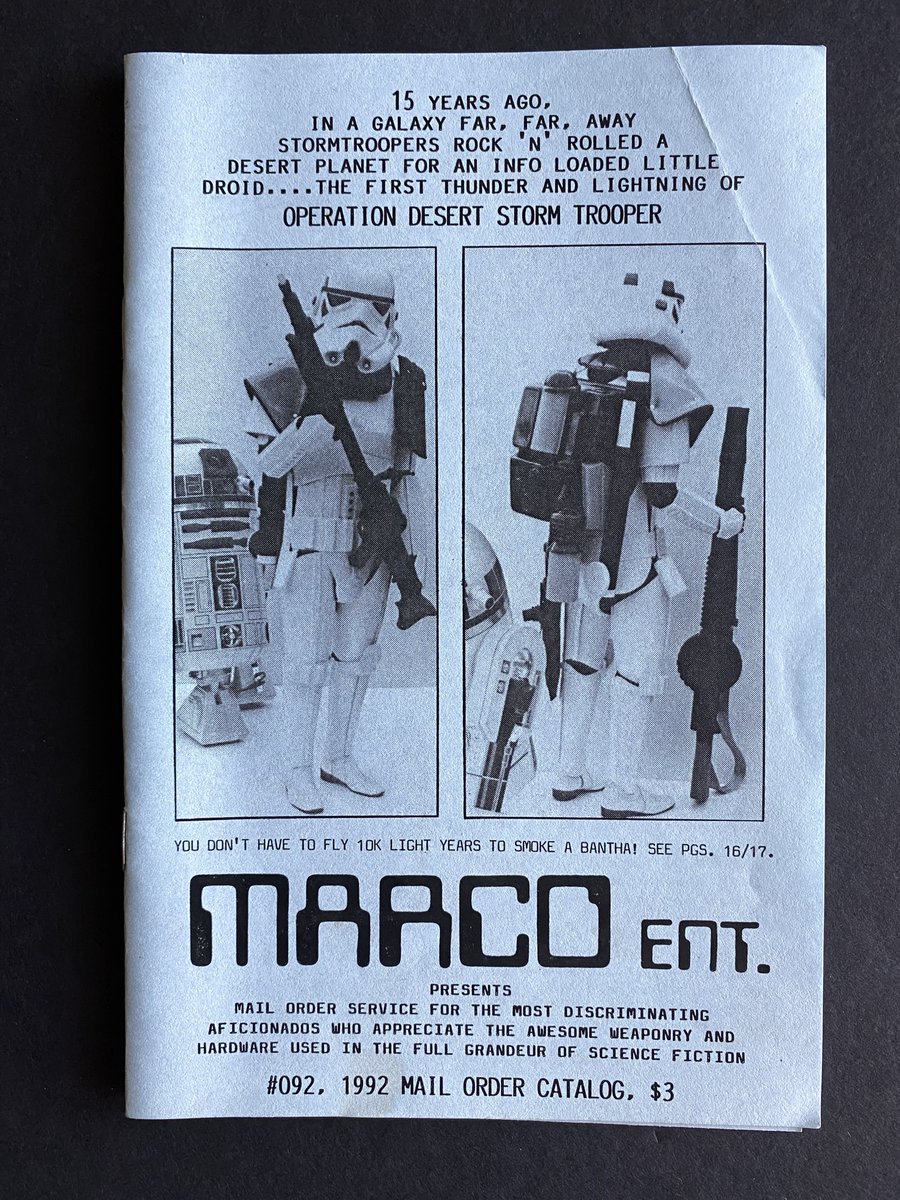 15 YEARS AGO,
IN A GALAXY FAR, FAR, AWAY
STORMTROOPERS ROCK 'N' ROLLED A
DESERT PLANET FOR AN INFO LOADED LITTLE
DROID....THE FIRST THUNDER AND LIGHTNING OF
OPERATION DESERT STORM TROOPER
YOU DON'T HAVE TO FLY 10K LIGHT YEARS TO SMOKE A BANTHA! SEE PGS. 16/17.
MARCO ENT.
PRESENTS
MAIL ORDER SERVICE FOR THE MOST DISCRIMINATING
AFICIONADOS WHO APPRECIATE THE AWESOME WEAPONRY AND
HARDWARE USED IN THE FULL GRANDEUR OF SCIENCE FICTION
#092, 1992 MAIL ORDER CATALOG, $3